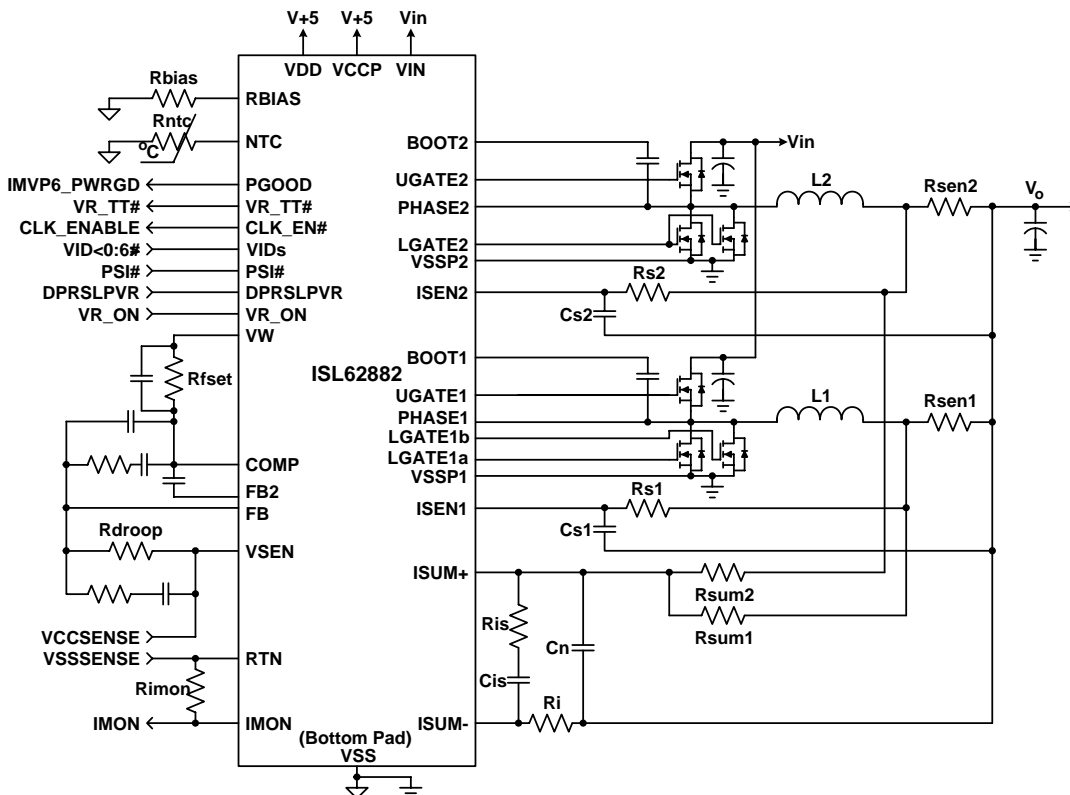 V+5 V+5 Vin
VDD VCCP VIN
Rbias
RBIAS
Rntc
NTC
°C
BOOT2
Vin
IMVP6_PWRGD PGOOD
UGATE2
L2
Rsen2
Vo
VR_TT# VR_TT#
PHASE2
CLK_ENABLE CLK_EN#
VID<0:6# VIDs
LGATE2
VSSP2
PSI# PSI#
DPRSLPVR DPRSLPVR
ISEN2
Rs2
VR_ON VR_ON
Cs2
VW
BOOT1
Rfset
ISL62882
UGATE1
L1
Rsen1
PHASE1
LGATE1b
COMP
LGATE1a
VSSP1
FB2
FB
ISEN1
Rs1
Cs1
Rdroop
VSEN
ISUM+
Rsum2
Ris
Rsum1
VCCSENSE
Cn
VSSSENSE RTN
Rimon
Cis
Ri
IMON IMON
ISUM-
(Bottom Pad)
VSS